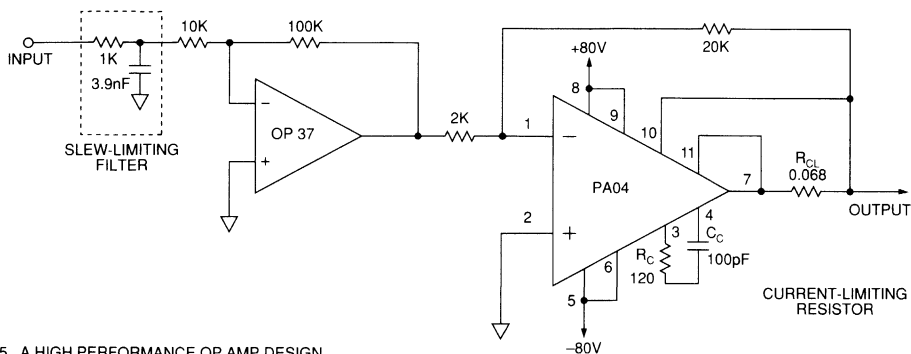 INPUT
1K
3.9nF
SLEW-LIMITING
FILTER
10K
100K
−
OP 37
+
2K
20K
+80V
8
9
10
11
1
−
PA04
7
R_CL
0.068
OUTPUT
2
+
3
4
R_C
120
C_C
100pF
5
6
−80V
CURRENT-LIMITING
RESISTOR
5. A HIGH PERFORMANCE OP AMP DESIGN